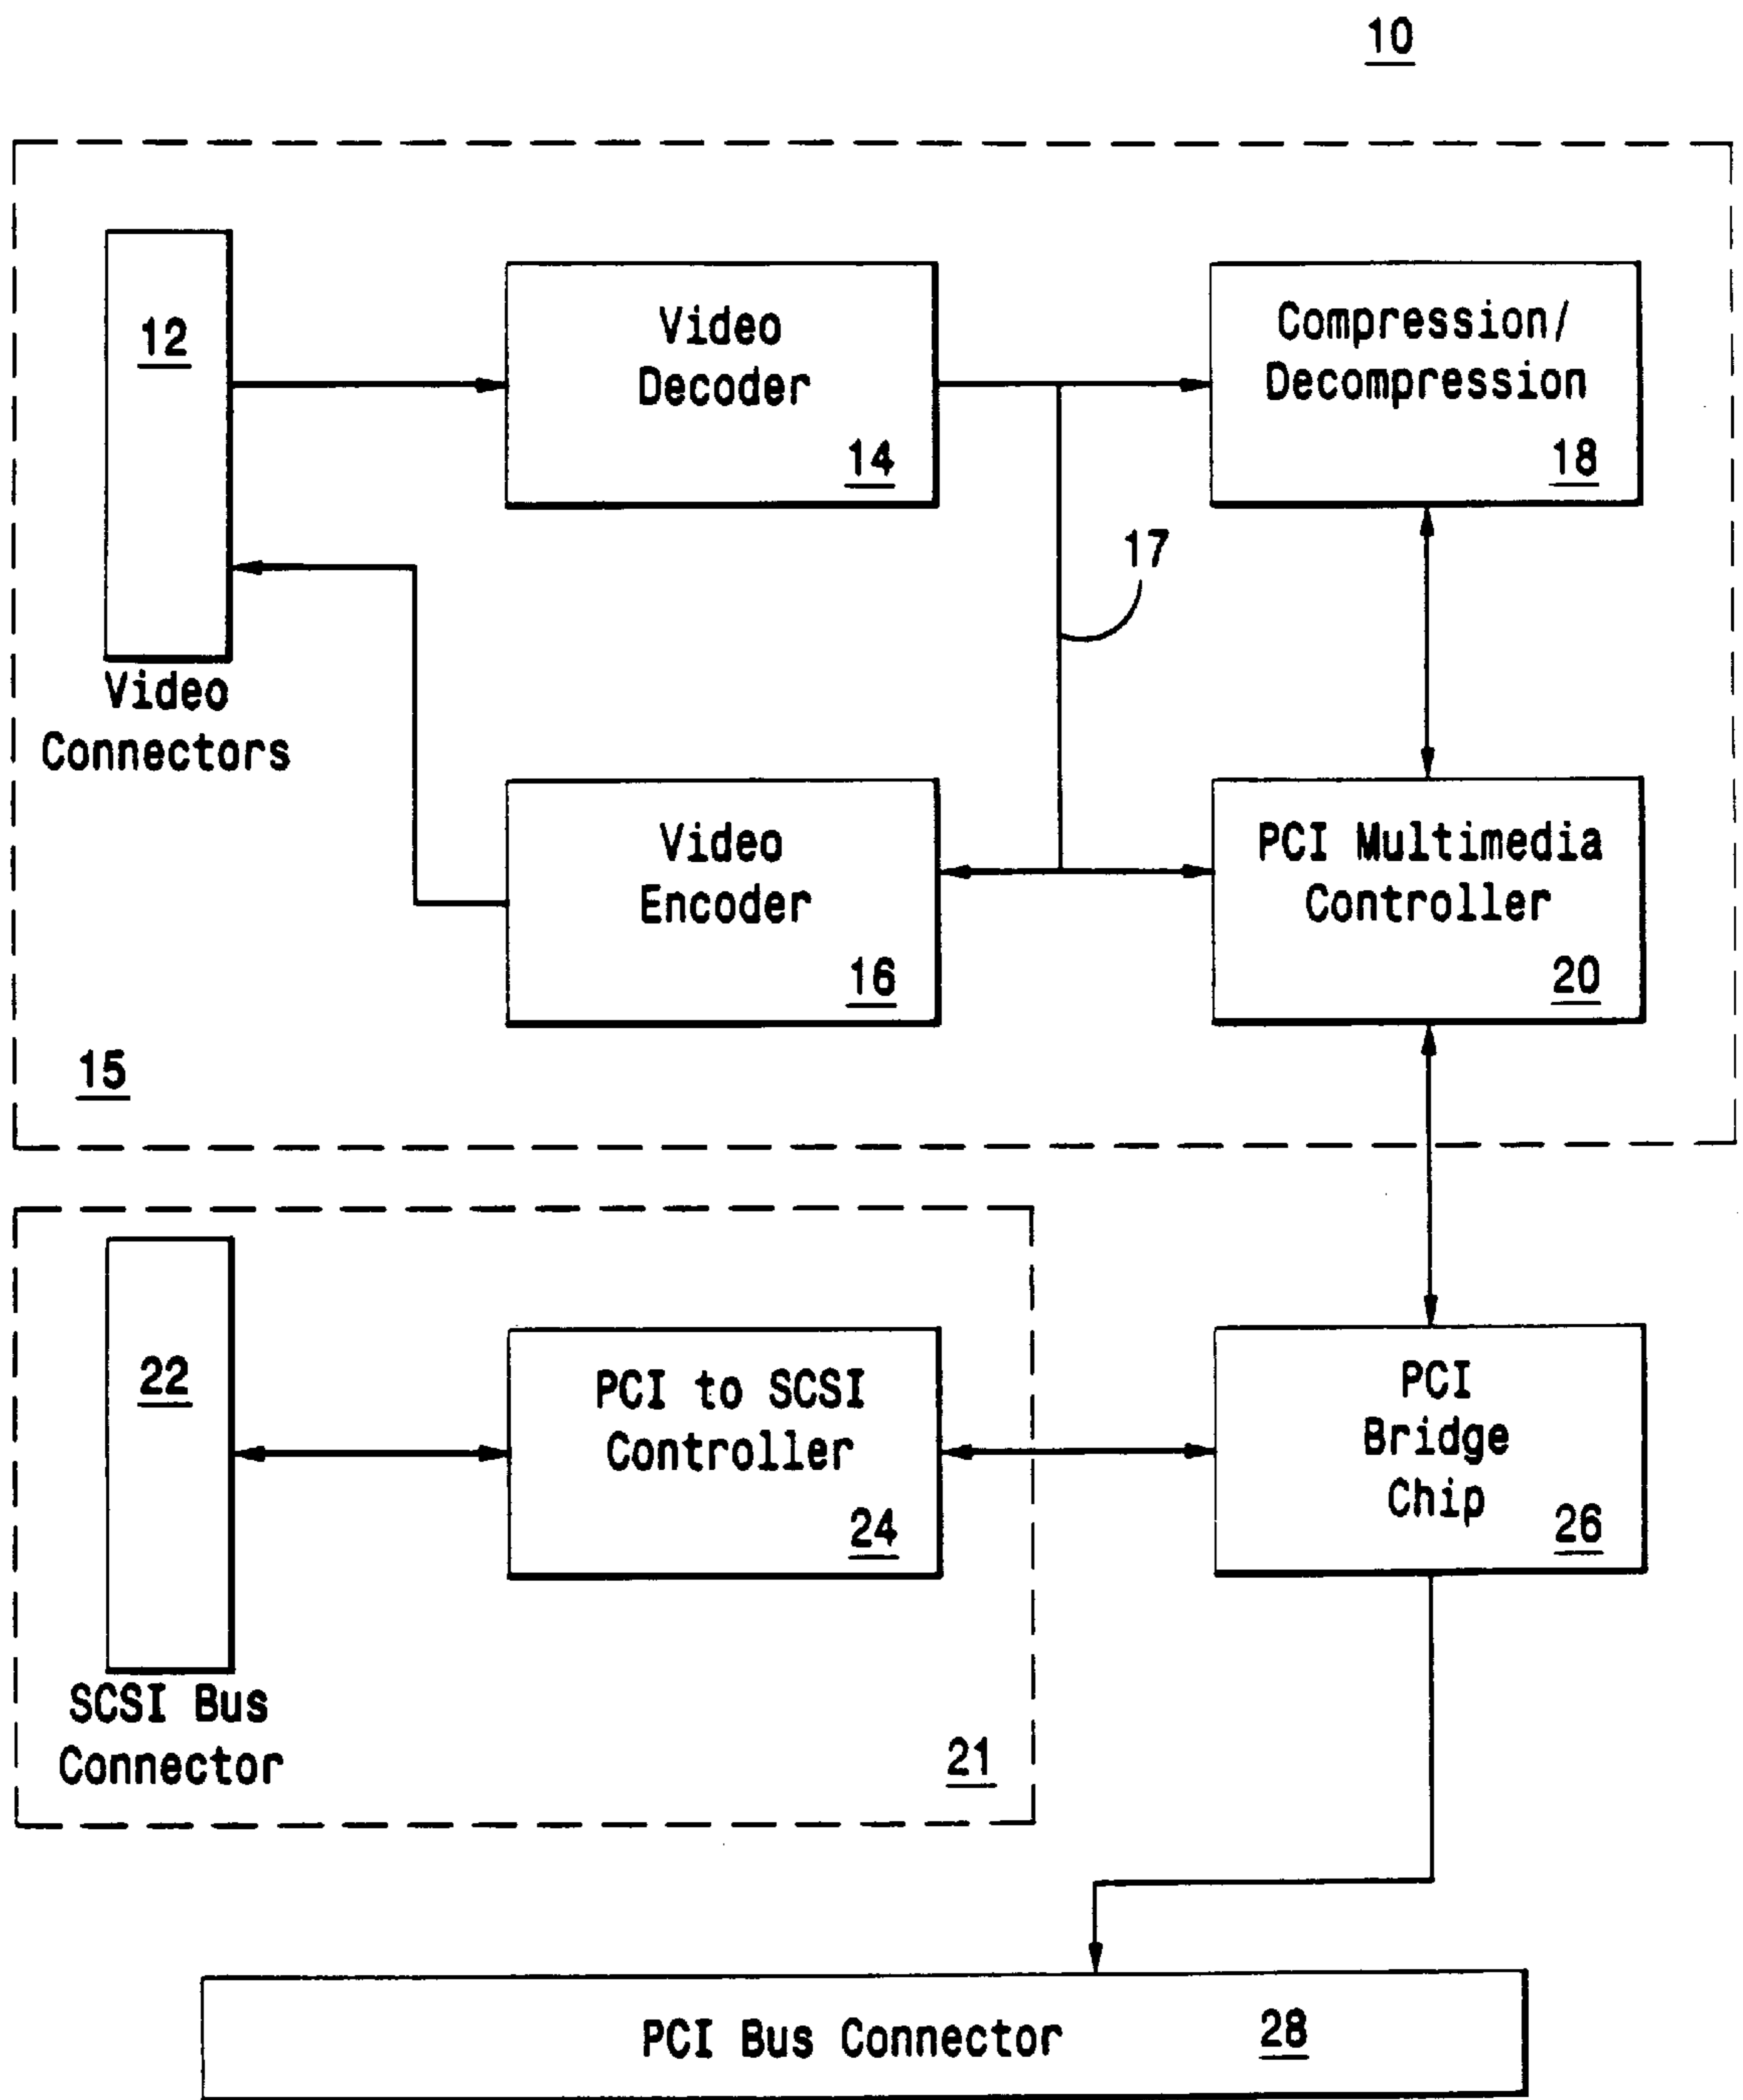 10
12
Video
Connectors
Video
Decoder
14
Compression/
Decompression
18
17
Video
Encoder
16
PCI Multimedia
Controller
20
15
22
SCSI Bus
Connector
PCI to SCSI
Controller
24
21
PCI
Bridge
Chip
26
PCI Bus Connector 28